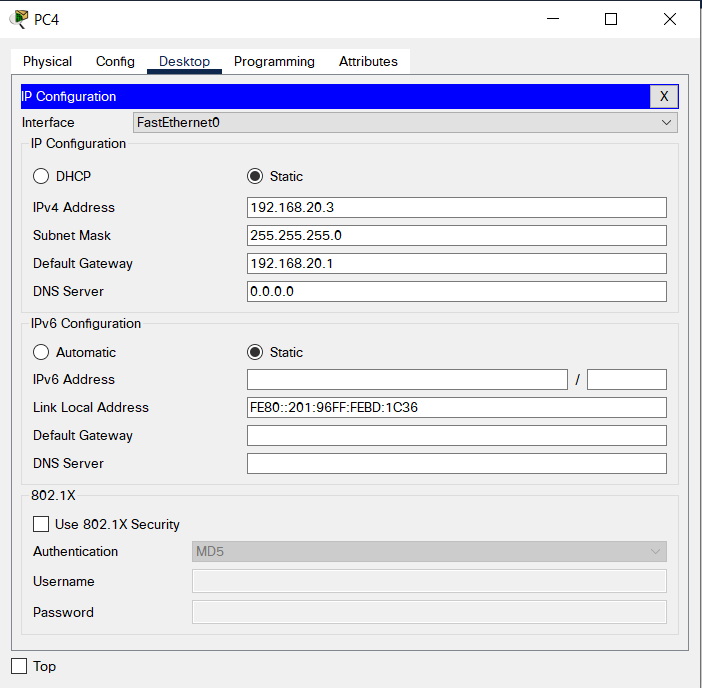 PC4
Physical Config Desktop Programming Attributes
IP Configuration X
Interface FastEthernet0
IP Configuration
DHCP Static
IPv4 Address 192.168.20.3
Subnet Mask 255.255.255.0
Default Gateway 192.168.20.1
DNS Server 0.0.0.0
IPv6 Configuration
Automatic Static
IPv6 Address /
Link Local Address FE80::201:96FF:FEBD:1C36
Default Gateway
DNS Server
802.1X
Use 802.1X Security
Authentication MD5
Username
Password
Top